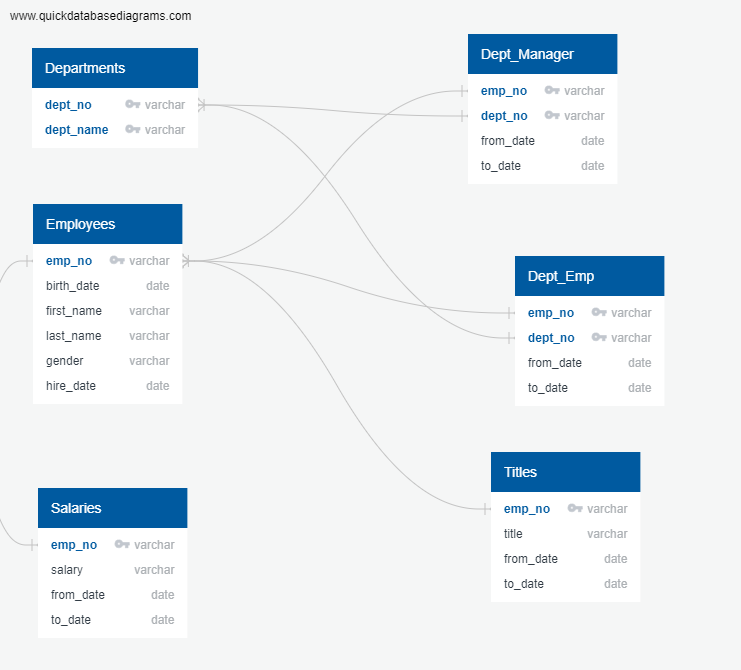 www.quickdatabasediagrams.com
Departments
dept_no varchar
dept_name varchar
Dept_Manager
emp_no varchar
dept_no varchar
from_date date
to_date date
Employees
emp_no varchar
birth_date date
first_name varchar
last_name varchar
gender varchar
hire_date date
Dept_Emp
emp_no varchar
dept_no varchar
from_date date
to_date date
Salaries
emp_no varchar
salary varchar
from_date date
to_date date
Titles
emp_no varchar
title varchar
from_date date
to_date date